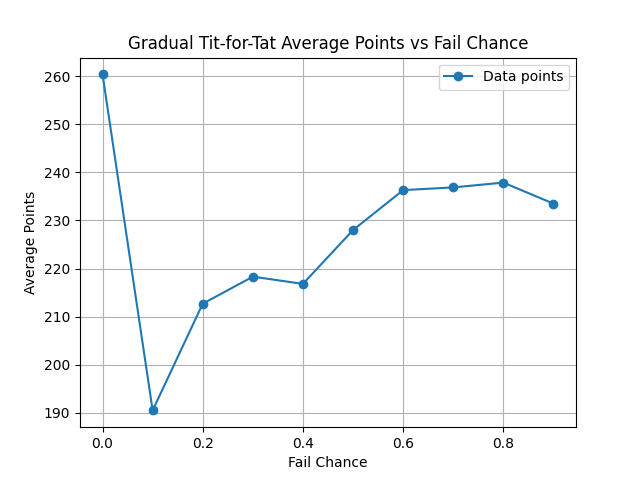 Gradual Tit-for-Tat Average Points vs Fail Chance
Data points
260
250
240
230
220
210
200
190
Average Points
0.0 0.2 0.4 0.6 0.8
Fail Chance